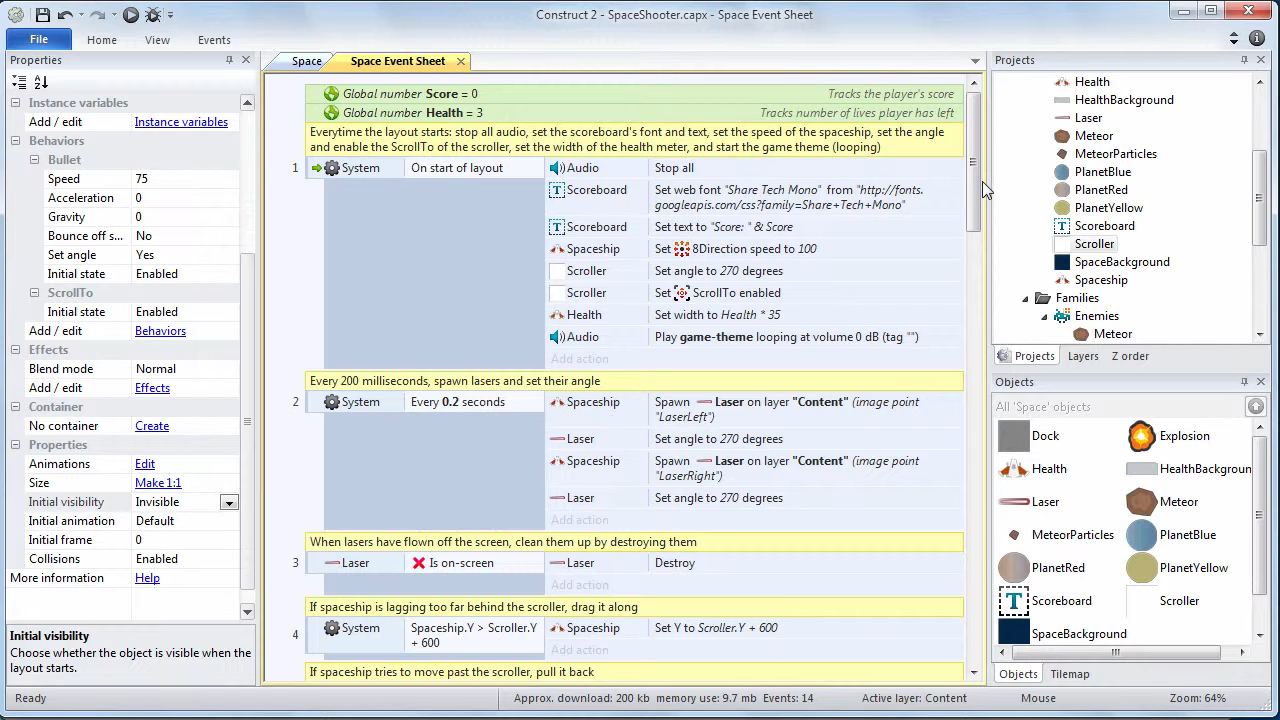 Construct 2 - SpaceShooter.capx - Space Event Sheet
File
Home
View
Events
Properties
Instance variables
Add / edit Instance variables
Behaviors
Bullet
Speed 75
Acceleration 0
Gravity 0
Bounce off s... No
Set angle Yes
Initial state Enabled
ScrollTo
Initial state Enabled
Add / edit Behaviors
Effects
Blend mode Normal
Add / edit Effects
Container
No container Create
Properties
Animations Edit
Size Make 1:1
Initial visibility Invisible
Initial animation Default
Initial frame 0
Collisions Enabled
More information Help
Initial visibility
Choose whether the object is visible when the
layout starts.
Space
Space Event Sheet
Global number Score = 0 Tracks the player's score
Global number Health = 3 Tracks number of lives player has left
Everytime the layout starts: stop all audio, set the scoreboard's font and text, set the speed of the spaceship, set the angle
and enable the ScrollTo of the scroller, set the width of the health meter, and start the game theme (looping)
1 System On start of layout Audio Stop all
Scoreboard Set web font "Share Tech Mono" from "http://fonts.
googleapis.com/css?family=Share+Tech+Mono"
Scoreboard Set text to "Score: " & Score
Spaceship Set 8Direction speed to 100
Scroller Set angle to 270 degrees
Scroller Set ScrollTo enabled
Health Set width to Health * 35
Audio Play game-theme looping at volume 0 dB (tag "")
Add action
Every 200 milliseconds, spawn lasers and set their angle
2 System Every 0.2 seconds Spaceship Spawn Laser on layer "Content" (image point
"LaserLeft")
Laser Set angle to 270 degrees
Spaceship Spawn Laser on layer "Content" (image point
"LaserRight")
Laser Set angle to 270 degrees
Add action
When lasers have flown off the screen, clean them up by destroying them
3 Laser Is on-screen Laser Destroy
Add action
If spaceship is lagging too far behind the scroller, drag it along
4 System Spaceship.Y > Scroller.Y
+ 600 Spaceship Set Y to Scroller.Y + 600
Add action
If spaceship tries to move past the scroller, pull it back
Projects
Health
HealthBackground
Laser
Meteor
MeteorParticles
PlanetBlue
PlanetRed
PlanetYellow
Scoreboard
Scroller
SpaceBackground
Spaceship
Families
Enemies
Meteor
Projects Layers Z order
Objects
All 'Space' objects
Dock Explosion
Health HealthBackgroun
Laser Meteor
MeteorParticles PlanetBlue
PlanetRed PlanetYellow
T Scoreboard Scroller
SpaceBackground
Objects Tilemap
Ready Approx. download: 200 kb memory use: 9.7 mb Events: 14 Active layer: Content Mouse Zoom: 64%